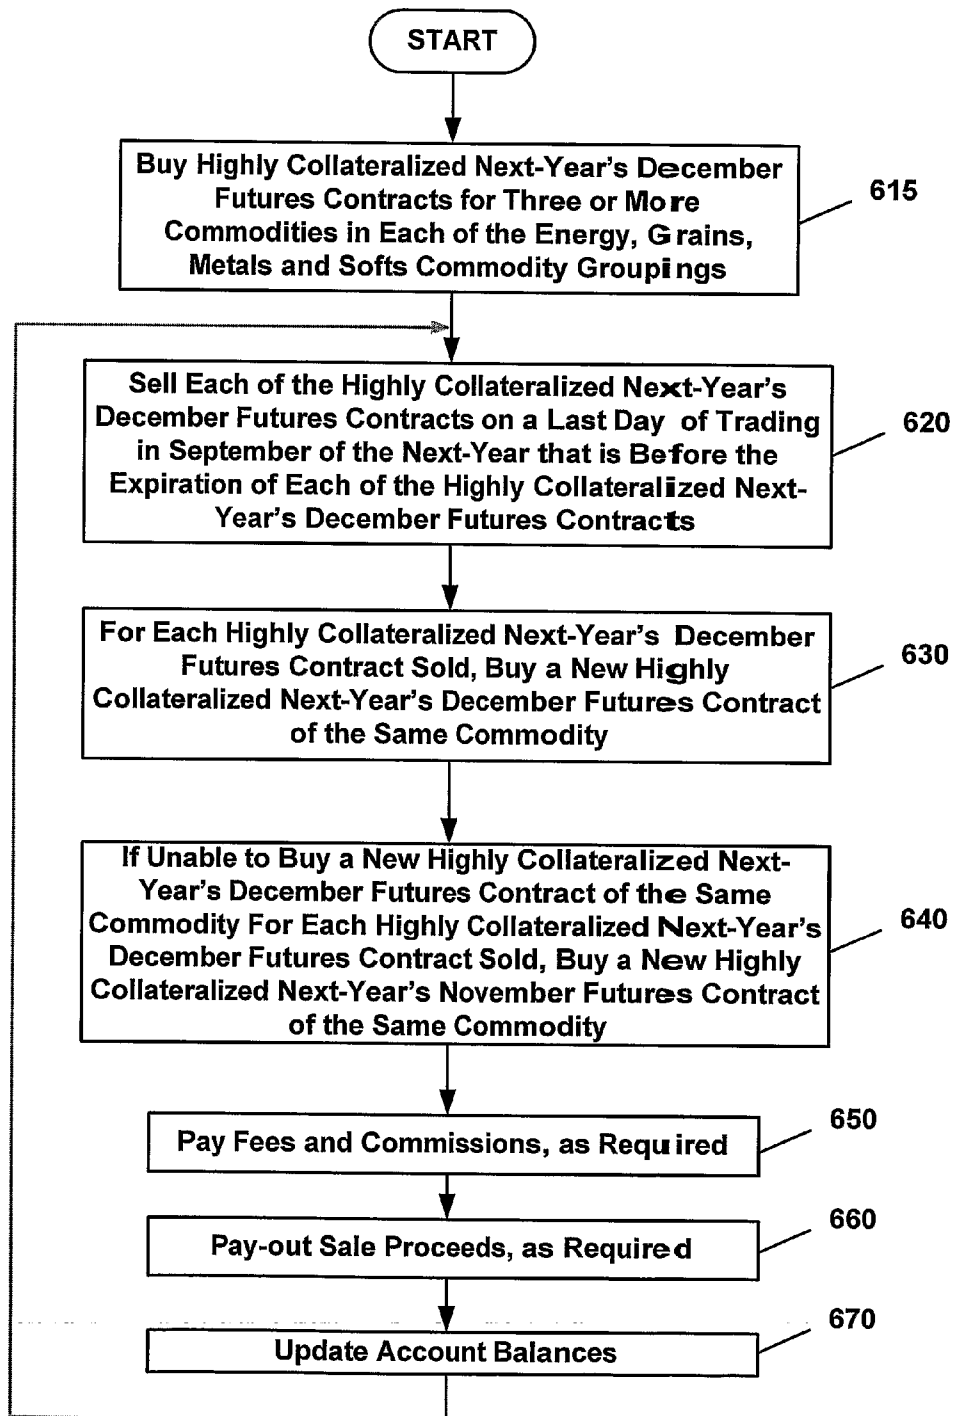 START
Buy Highly Collateralized Next-Year's December
Futures Contracts for Three or More
Commodities in Each of the Energy, Grains,
Metals and Softs Commodity Groupings
615
Sell Each of the Highly Collateralized Next-Year's
December Futures Contracts on a Last Day of Trading
in September of the Next-Year that is Before the
Expiration of Each of the Highly Collateralized Next-
Year's December Futures Contracts
620
For Each Highly Collateralized Next-Year's December
Futures Contract Sold, Buy a New Highly
Collateralized Next-Year's December Futures Contract
of the Same Commodity
630
If Unable to Buy a New Highly Collateralized Next-
Year's December Futures Contract of the Same
Commodity For Each Highly Collateralized Next-Year's
December Futures Contract Sold, Buy a New Highly
Collateralized Next-Year's November Futures Contract
of the Same Commodity
640
Pay Fees and Commissions, as Required
650
Pay-out Sale Proceeds, as Required
660
Update Account Balances
670